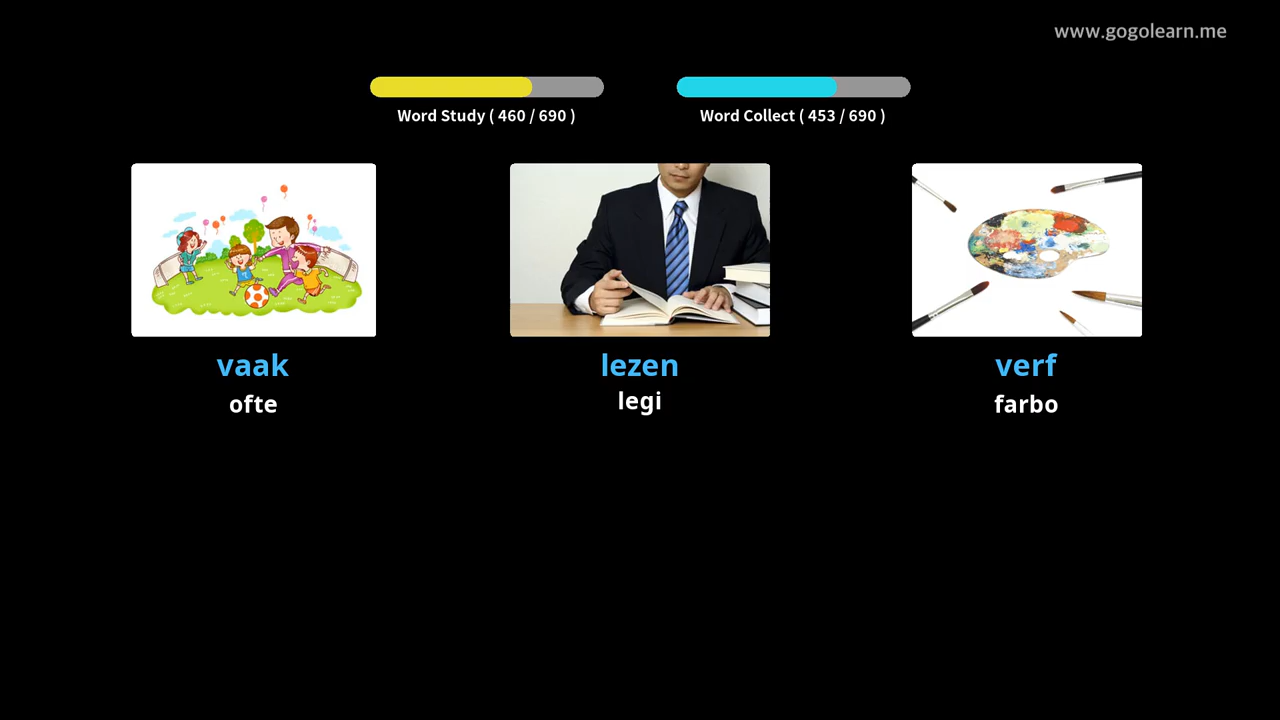 www.gogolearn.me
Word Study ( 460 / 690 )
Word Collect ( 453 / 690 )
vaak
ofte
lezen
legi
verf
farbo